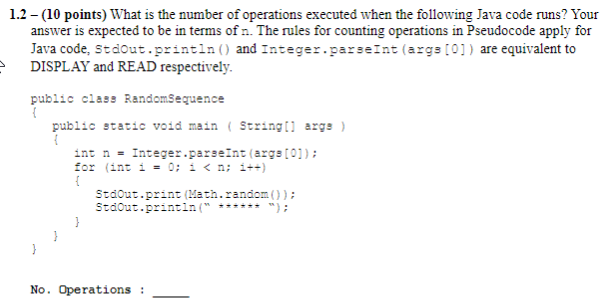 1.2 – (10 points) What is the number of operations executed when the following Java code runs? Your
answer is expected to be in terms of n. The rules for counting operations in Pseudocode apply for
Java code, StdOut.println() and Integer.parseInt(args[0]) are equivalent to
DISPLAY and READ respectively.
public class RandomSequence
{
public static void main ( String[] args )
{
int n = Integer.parseInt(args[0]);
for (int i = 0; i < n; i++)
{
StdOut.print(Math.random());
StdOut.println(" ****** ");
}
}
}
No. Operations : _____